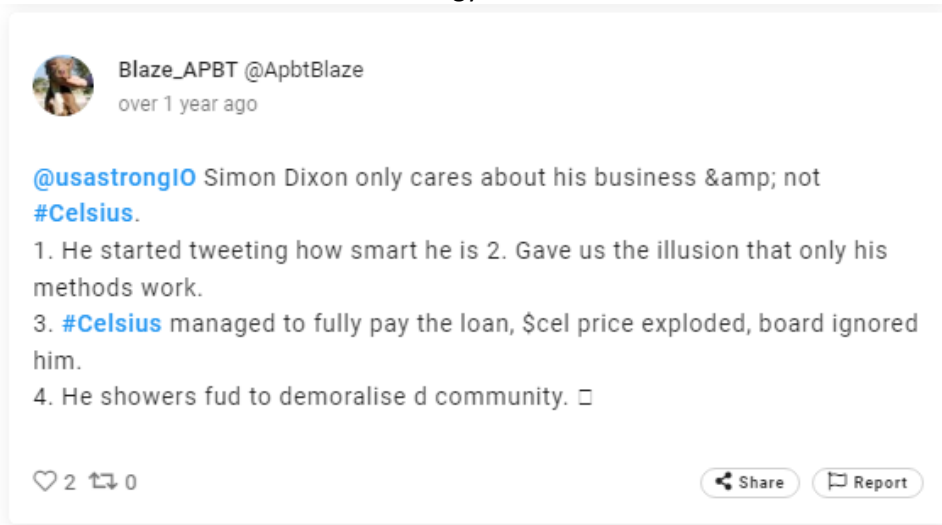 Blaze_APBT @ApbtBlaze
over 1 year ago
@usastrongIO Simon Dixon only cares about his business &amp; not
#Celsius.
1. He started tweeting how smart he is 2. Gave us the illusion that only his
methods work.
3. #Celsius managed to fully pay the loan, $cel price exploded, board ignored
him.
4. He showers fud to demoralise d community. □
2 0 Share Report